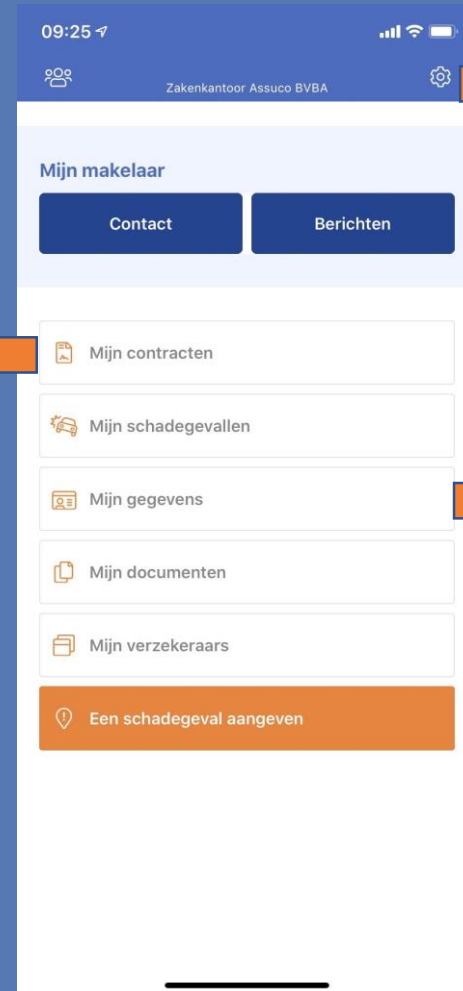 09:25
Zakenkantoor Assuco BVBA
Mijn makelaar
Contact
Berichten
Mijn contracten
Mijn schadegevallen
Mijn gegevens
Mijn documenten
Mijn verzekeraars
Een schadegeval aangeven